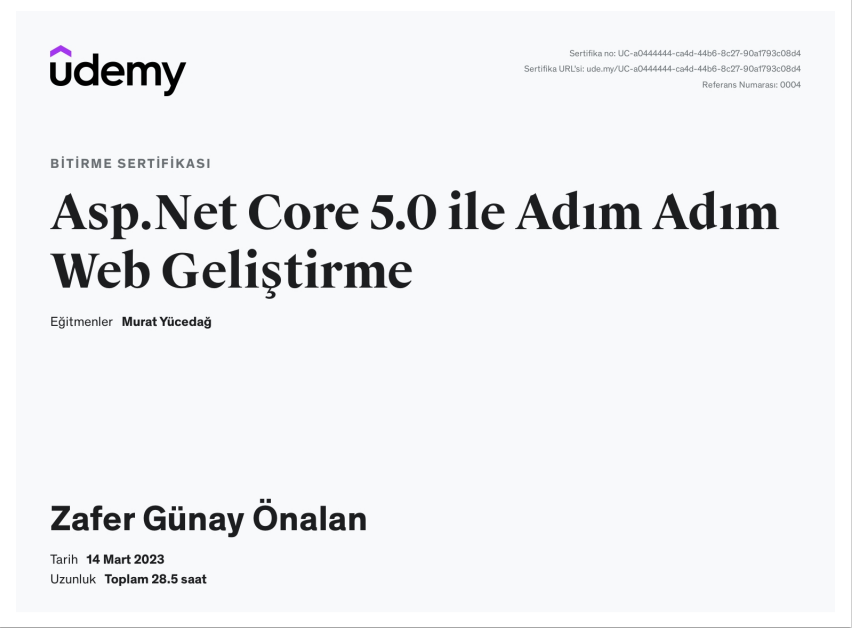 udemy
Sertifika no: UC-a0444444-ca4d-44b6-8c27-90a1793c08d4
Sertifika URL'si: ude.my/UC-a0444444-ca4d-44b6-8c27-90a1793c08d4
Referans Numarası: 0004
BİTİRME SERTİFİKASI
Asp.Net Core 5.0 ile Adım Adım
Web Geliştirme
Eğitmenler Murat Yücedağ
Zafer Günay Önalan
Tarih 14 Mart 2023
Uzunluk Toplam 28.5 saat